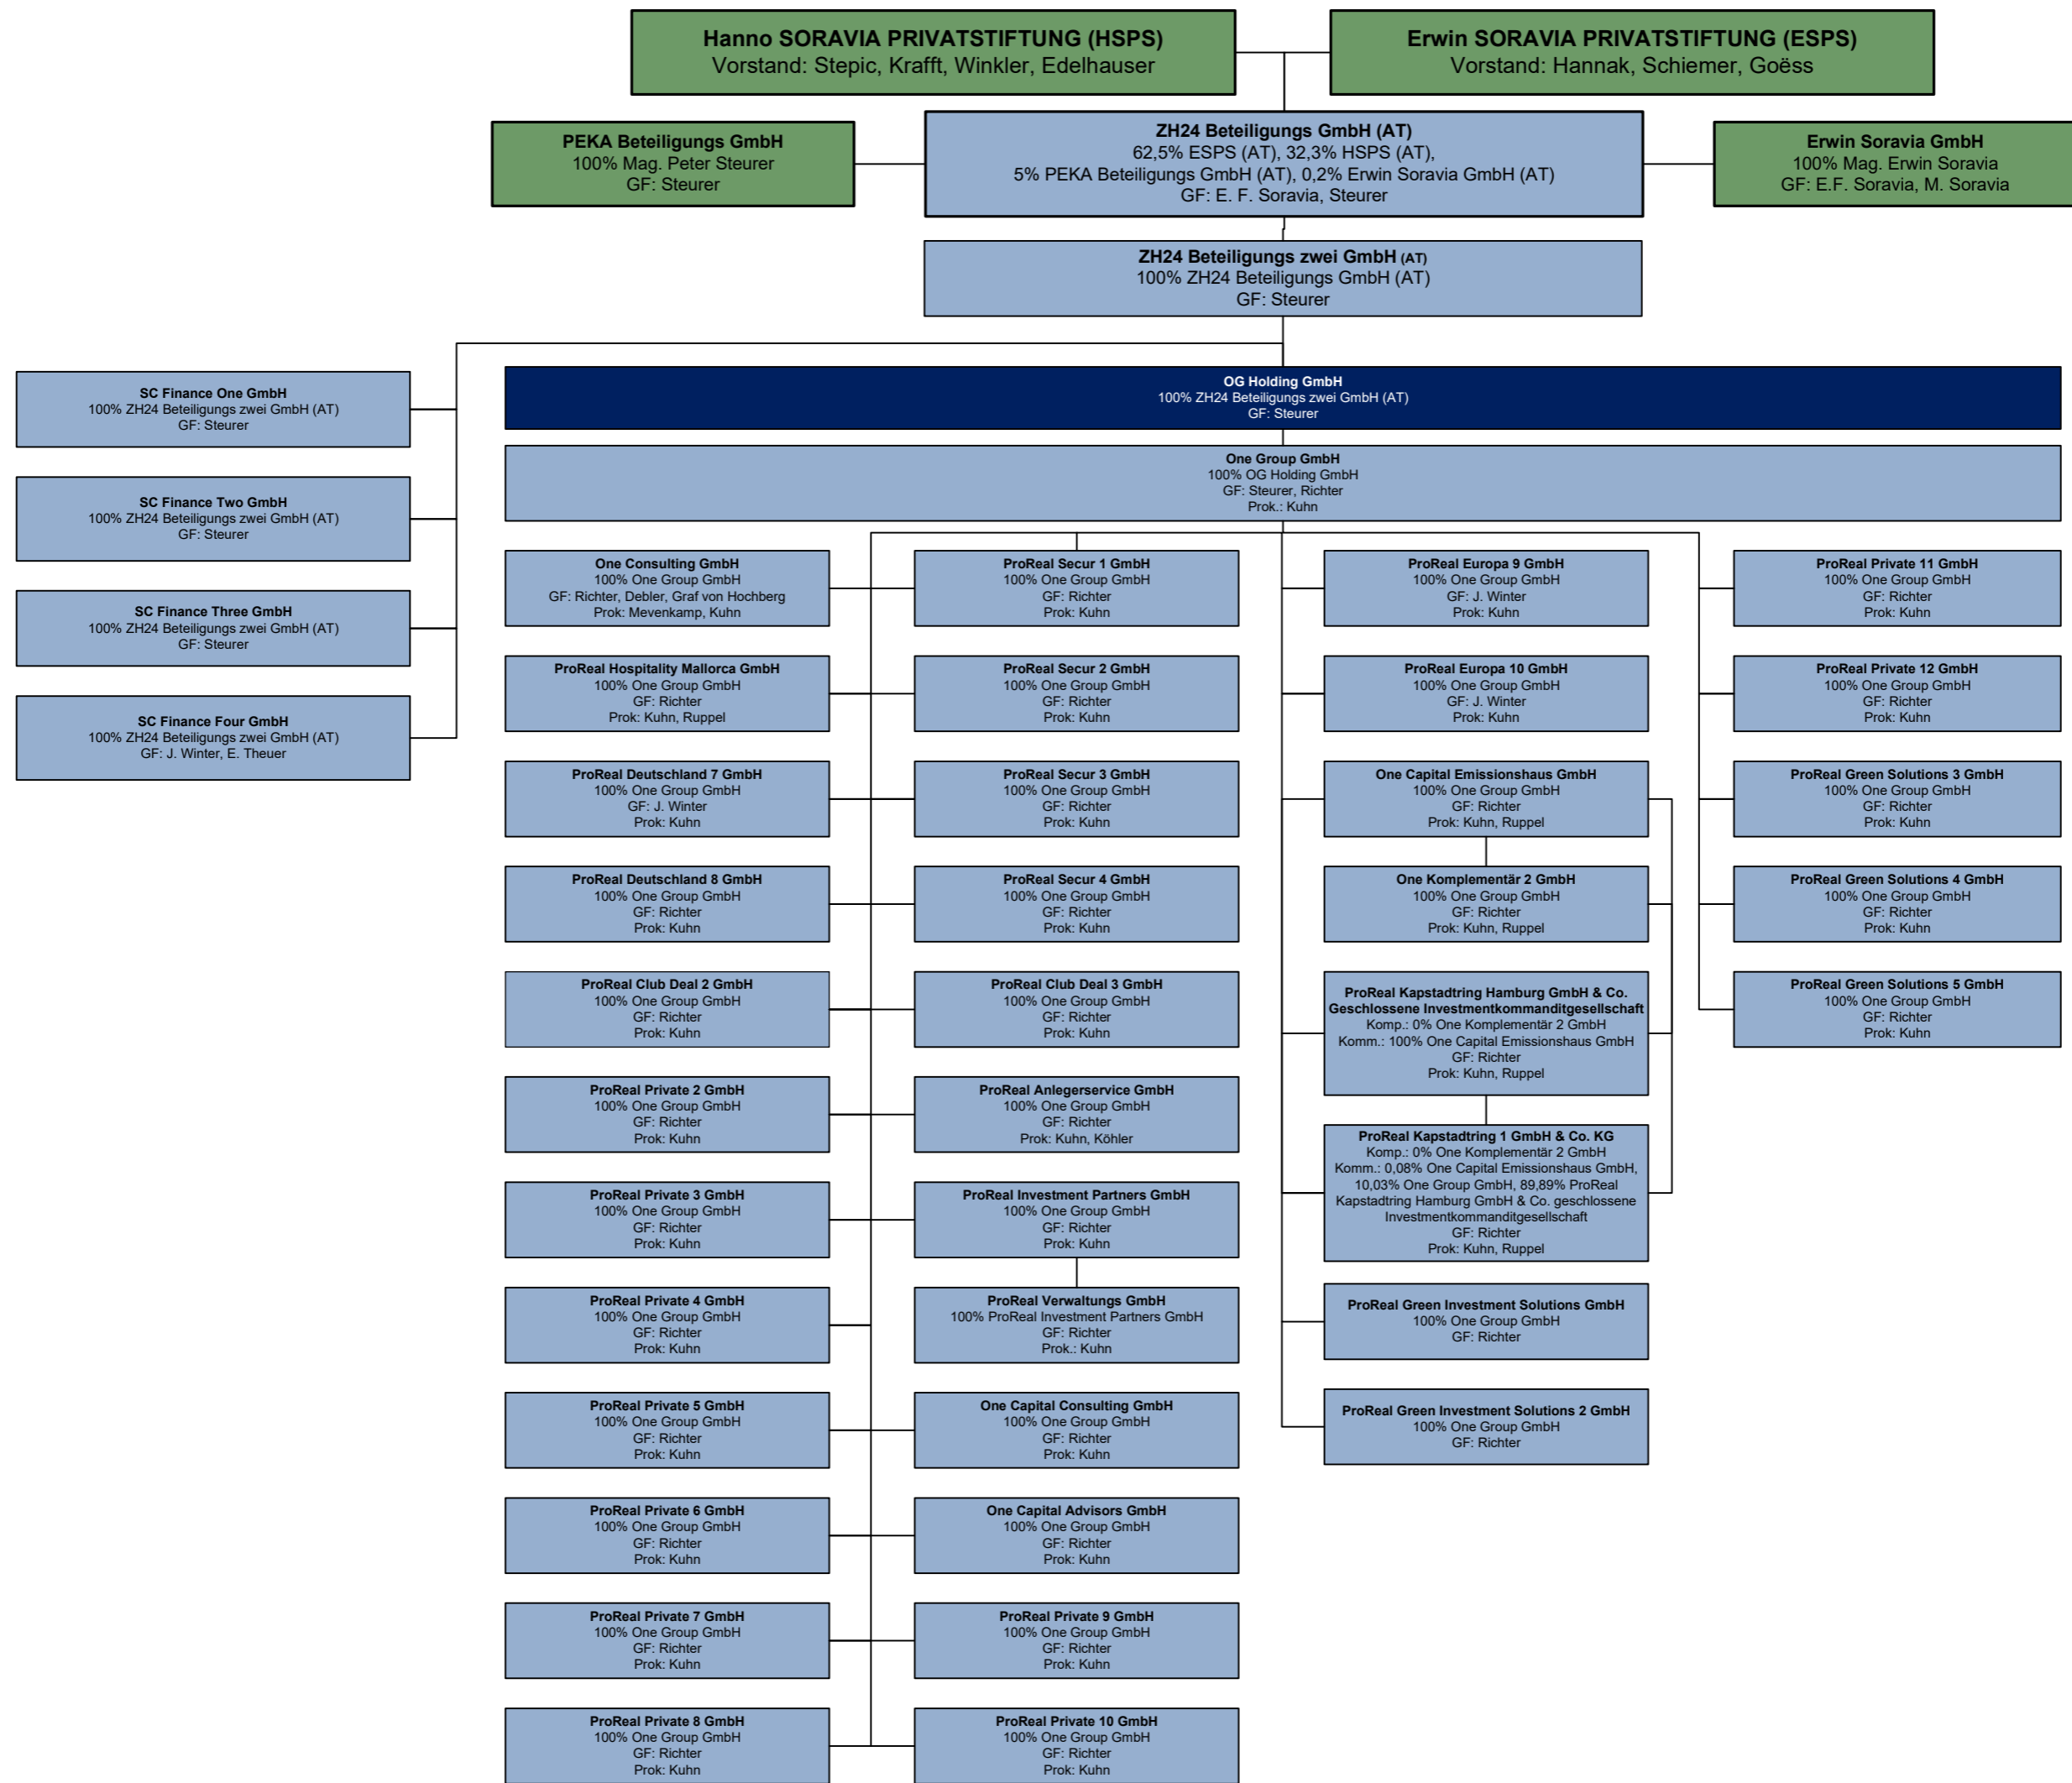 Hanno SORAVIA PRIVATSTIFTUNG (HSPS)
Vorstand: Stepic, Krafft, Winkler, Edelhauser
Erwin SORAVIA PRIVATSTIFTUNG (ESPS)
Vorstand: Hannak, Schiemer, Goëss
PEKA Beteiligungs GmbH
100% Mag. Peter Steurer
GF: Steurer
ZH24 Beteiligungs GmbH (AT)
62,5% ESPS (AT), 32,3% HSPS (AT),
5% PEKA Beteiligungs GmbH (AT), 0,2% Erwin Soravia GmbH (AT)
GF: E. F. Soravia, Steurer
Erwin Soravia GmbH
100% Mag. Erwin Soravia
GF: E.F. Soravia, M. Soravia
ZH24 Beteiligungs zwei GmbH (AT)
100% ZH24 Beteiligungs GmbH (AT)
GF: Steurer
SC Finance One GmbH
100% ZH24 Beteiligungs zwei GmbH (AT)
GF: Steurer
SC Finance Two GmbH
100% ZH24 Beteiligungs zwei GmbH (AT)
GF: Steurer
SC Finance Three GmbH
100% ZH24 Beteiligungs zwei GmbH (AT)
GF: Steurer
SC Finance Four GmbH
100% ZH24 Beteiligungs zwei GmbH (AT)
GF: J. Winter, E. Theuer
OG Holding GmbH
100% ZH24 Beteiligungs zwei GmbH (AT)
GF: Steurer
One Group GmbH
100% OG Holding GmbH
GF: Steurer, Richter
Prok.: Kuhn
One Consulting GmbH
100% One Group GmbH
GF: Richter, Debler, Graf von Hochberg
Prok: Mevenkamp, Kuhn
ProReal Hospitality Mallorca GmbH
100% One Group GmbH
GF: Richter
Prok: Kuhn, Ruppel
ProReal Deutschland 7 GmbH
100% One Group GmbH
GF: J. Winter
Prok: Kuhn
ProReal Deutschland 8 GmbH
100% One Group GmbH
GF: Richter
Prok: Kuhn
ProReal Club Deal 2 GmbH
100% One Group GmbH
GF: Richter
Prok: Kuhn
ProReal Private 2 GmbH
100% One Group GmbH
GF: Richter
Prok: Kuhn
ProReal Private 3 GmbH
100% One Group GmbH
GF: Richter
Prok: Kuhn
ProReal Private 4 GmbH
100% One Group GmbH
GF: Richter
Prok: Kuhn
ProReal Private 5 GmbH
100% One Group GmbH
GF: Richter
Prok: Kuhn
ProReal Private 6 GmbH
100% One Group GmbH
GF: Richter
Prok: Kuhn
ProReal Private 7 GmbH
100% One Group GmbH
GF: Richter
Prok: Kuhn
ProReal Private 8 GmbH
100% One Group GmbH
GF: Richter
Prok: Kuhn
ProReal Secur 1 GmbH
100% One Group GmbH
GF: Richter
Prok: Kuhn
ProReal Secur 2 GmbH
100% One Group GmbH
GF: Richter
Prok: Kuhn
ProReal Secur 3 GmbH
100% One Group GmbH
GF: Richter
Prok: Kuhn
ProReal Secur 4 GmbH
100% One Group GmbH
GF: Richter
Prok: Kuhn
ProReal Club Deal 3 GmbH
100% One Group GmbH
GF: Richter
Prok: Kuhn
ProReal Anlegerservice GmbH
100% One Group GmbH
GF: Richter
Prok: Kuhn, Köhler
ProReal Investment Partners GmbH
100% One Group GmbH
GF: Richter
Prok: Kuhn
ProReal Verwaltungs GmbH
100% ProReal Investment Partners GmbH
GF: Richter
Prok.: Kuhn
One Capital Consulting GmbH
100% One Group GmbH
GF: Richter
Prok: Kuhn
One Capital Advisors GmbH
100% One Group GmbH
GF: Richter
Prok: Kuhn
ProReal Private 9 GmbH
100% One Group GmbH
GF: Richter
Prok: Kuhn
ProReal Private 10 GmbH
100% One Group GmbH
GF: Richter
Prok: Kuhn
ProReal Europa 9 GmbH
100% One Group GmbH
GF: J. Winter
Prok: Kuhn
ProReal Europa 10 GmbH
100% One Group GmbH
GF: J. Winter
Prok: Kuhn
One Capital Emissionshaus GmbH
100% One Group GmbH
GF: Richter
Prok: Kuhn, Ruppel
One Komplementär 2 GmbH
100% One Group GmbH
GF: Richter
Prok: Kuhn, Ruppel
ProReal Kapstadtring Hamburg GmbH & Co.
Geschlossene Investmentkommanditgesellschaft
Komp.: 0% One Komplementär 2 GmbH
Komm.: 100% One Capital Emissionshaus GmbH
GF: Richter
Prok: Kuhn, Ruppel
ProReal Kapstadtring 1 GmbH & Co. KG
Komp.: 0% One Komplementär 2 GmbH
Komm.: 0,08% One Capital Emissionshaus GmbH,
10,03% One Group GmbH, 89,89% ProReal
Kapstadtring Hamburg GmbH & Co. geschlossene
Investmentkommanditgesellschaft
GF: Richter
Prok: Kuhn, Ruppel
ProReal Green Investment Solutions GmbH
100% One Group GmbH
GF: Richter
ProReal Green Investment Solutions 2 GmbH
100% One Group GmbH
GF: Richter
ProReal Private 11 GmbH
100% One Group GmbH
GF: Richter
Prok: Kuhn
ProReal Private 12 GmbH
100% One Group GmbH
GF: Richter
Prok: Kuhn
ProReal Green Solutions 3 GmbH
100% One Group GmbH
GF: Richter
Prok: Kuhn
ProReal Green Solutions 4 GmbH
100% One Group GmbH
GF: Richter
Prok: Kuhn
ProReal Green Solutions 5 GmbH
100% One Group GmbH
GF: Richter
Prok: Kuhn